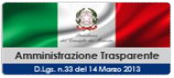 Amministrazione Trasparente
D.Lgs. n.33 del 14 Marzo 2013